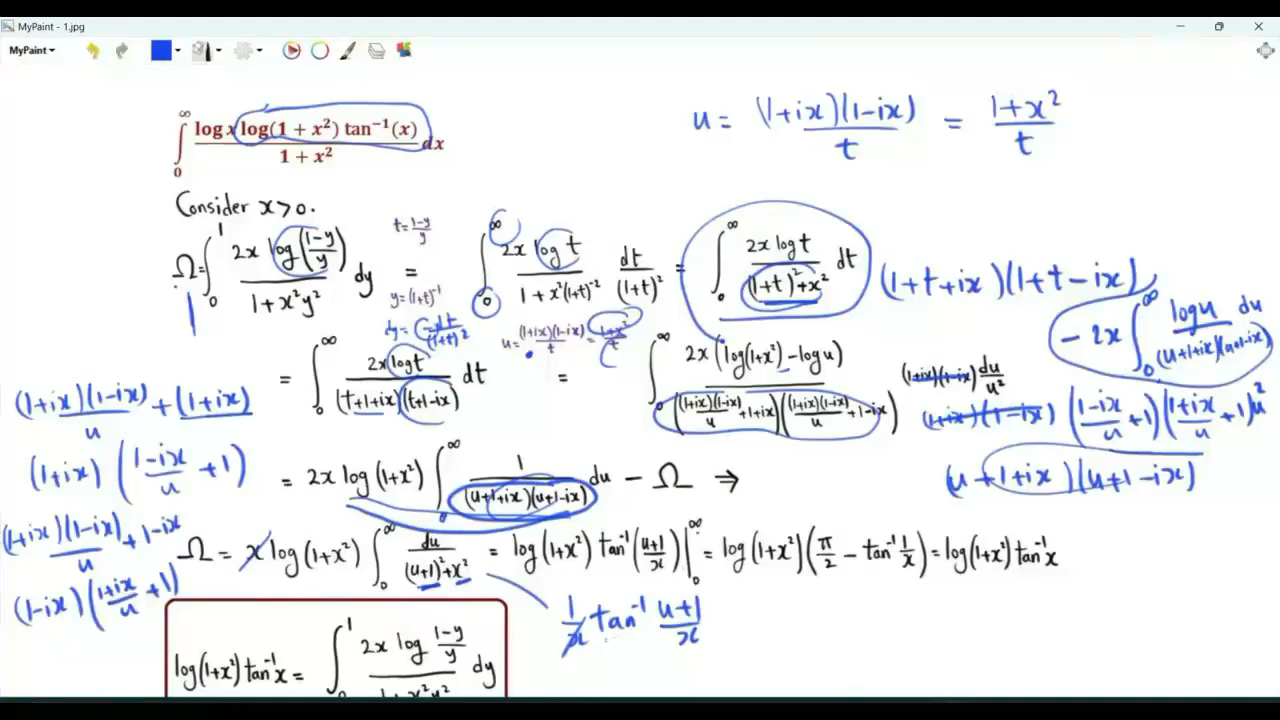 MyPaint - 1.jpg
MyPaint
∫₀^∞ log x log(1 + x²) tan⁻¹(x) / (1 + x²) dx
u = (1+ix)(1-ix) / t = (1+x²) / t
Consider x>0.
Ω = ∫₀¹ 2x log((1-y)/y) / (1+x²y²) dy = ∫₀^∞ 2x log t / (1+x²(1+t)⁻²) dt/(1+t)² = ∫₀^∞ 2x log t / ((1+t)²+x²) dt
t = (1-y)/y
y = (1+t)⁻¹
dy = -dt/(1+t)²
u = (1+ix)(1-ix)/t = (1+x²)/t
(1+t+ix)(1+t-ix)
-2x ∫₀^∞ log u du / (u+1+ix)(u+1-ix)
= ∫₀^∞ 2x log t / (t+1+ix)(t+1-ix) dt = ∫₀^∞ 2x (log(1+x²) - log u) / ((1+ix)(1-ix)/u +1+ix)((1+ix)(1-ix)/u +1-ix) (1+ix)(1-ix) du/u²
(1+ix)(1-ix)/u + (1+ix)
(1+ix)((1-ix)/u + 1)
(1+ix)(1-ix)/u + 1-ix
(1-ix)((1+ix)/u + 1)
(1+ix)(1-ix) ((1-ix)/u + 1)((1+ix)/u + 1)u²
(u+1+ix)(u+1-ix)
= 2x log(1+x²) ∫₀^∞ 1 / (u+1+ix)(u+1-ix) du - Ω ⇒
Ω = x log(1+x²) ∫₀^∞ du / ((u+1)²+x²) = log(1+x²) tan⁻¹((u+1)/x) |₀^∞ = log(1+x²)(π/2 - tan⁻¹ 1/x) = log(1+x²) tan⁻¹x
1/x tan⁻¹ (u+1)/x
log(1+x²) tan⁻¹x = ∫₀¹ 2x log (1-y)/y / (1+x²y²) dy